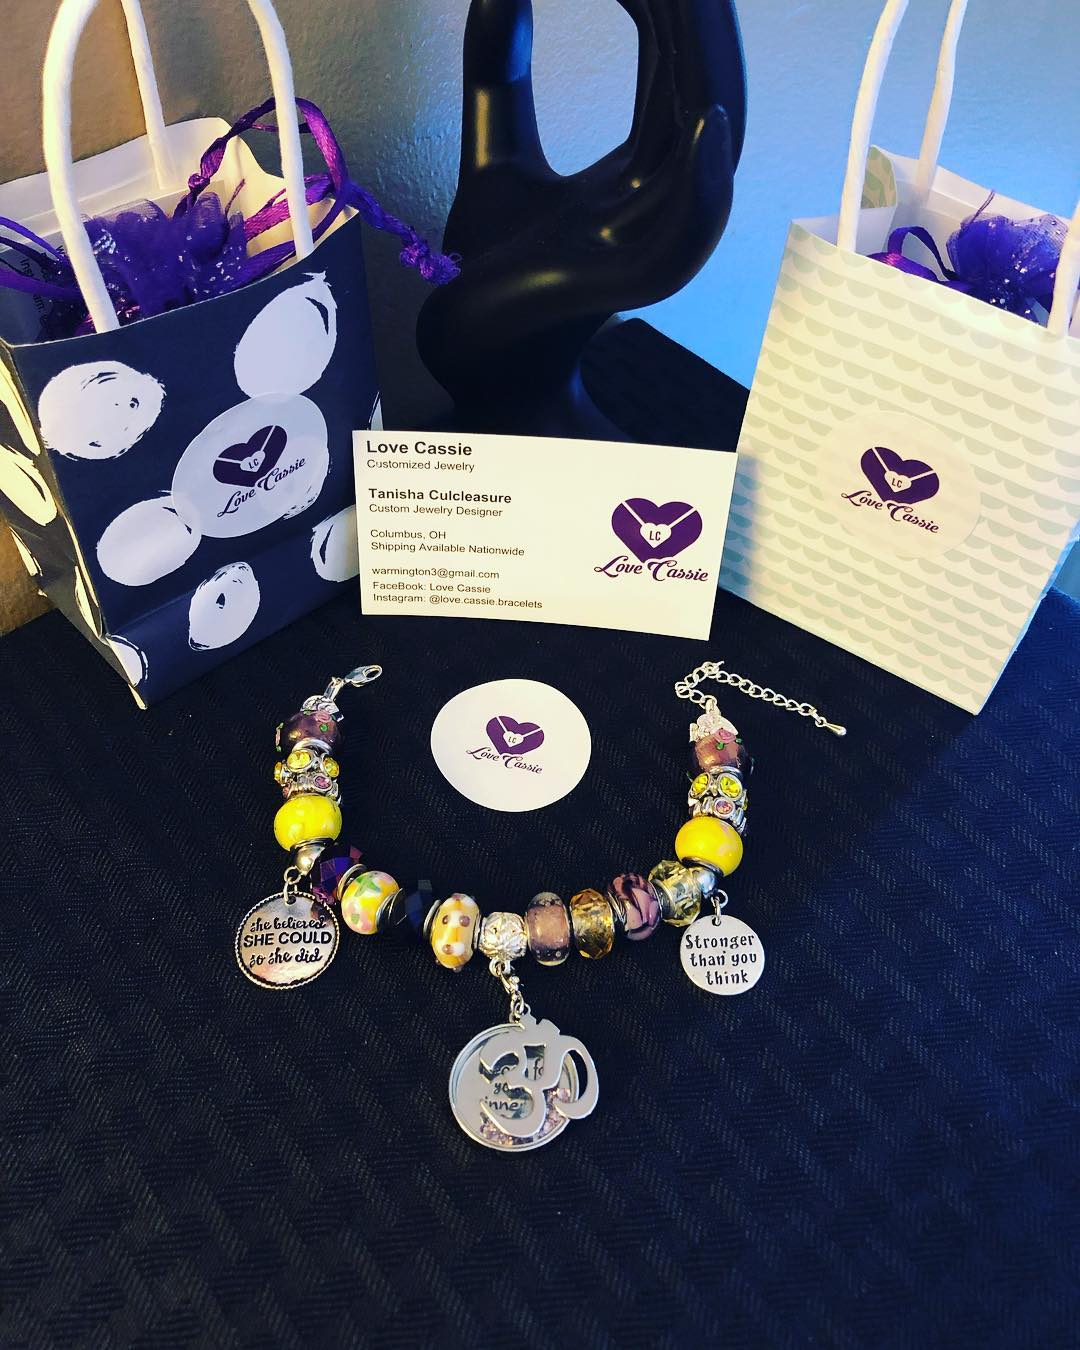 LC
Love Cassie
Love Cassie
Customized Jewelry
Tanisha Culcleasure
Custom Jewelry Designer
Columbus, OH
Shipping Available Nationwide
warmington3@gmail.com
FaceBook: Love Cassie
Instagram: @love.cassie.bracelets
LC
Love Cassie
LC
Love Cassie
LC
Love Cassie
she believed
SHE COULD
so she did
Stronger
than you
think
ॐ
inner